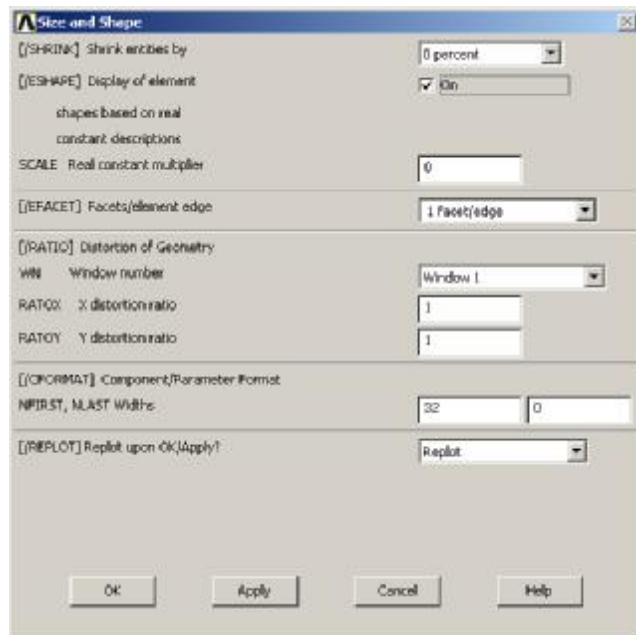 Size and Shape
[/SHRINK] Shrink entities by
0 percent
[/ESHAPE] Display of element
On
shapes based on real
constant descriptions
SCALE Real constant multiplier
0
[/EFACET] Facets/element edge
1 Facet/edge
[/RATIO] Distortion of Geometry
WN Window number
Window 1
RATOX X distortion ratio
1
RATOY Y distortion ratio
1
[/CFORMAT] Component/Parameter Format
NFIRST, NLAST Widths
32
0
[/REPLOT] Replot upon OK/Apply?
Replot
OK
Apply
Cancel
Help